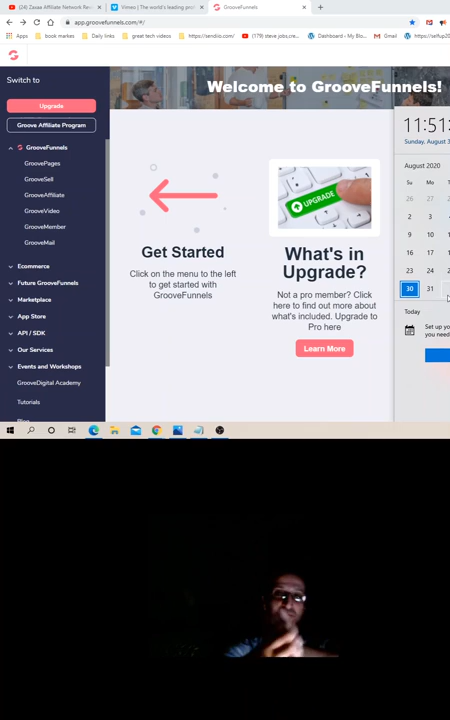 (24) Zaxaa Affiliate Network Revi
Vimeo | The world's leading pro
GrooveFunnels
app.groovefunnels.com/#/
Apps
book markes
Daily links
great tech videos
https://sendiio.com/
(179) steve jobs,cre
Dashboard ‹ My Blo
Gmail
https://selfup20
Switch to
Upgrade
Groove Affiliate Program
GrooveFunnels
GroovePages
GrooveSell
GrooveAffiliate
GrooveVideo
GrooveMember
GrooveMail
Ecommerce
Future GrooveFunnels
Marketplace
App Store
API / SDK
Our Services
Events and Workshops
GrooveDigital Academy
Tutorials
Welcome to GrooveFunnels!
Get Started
Click on the menu to the left
to get started with
GrooveFunnels
UPGRADE
What's in
Upgrade?
Not a pro member? Click
here to find out more about
what's included. Upgrade to
Pro here
Learn More
11:51:
Sunday, August 3
August 2020
Su Mo
26 27
2 3
9 10
16 17
23 24
30 31
Today
Set up yo
you need